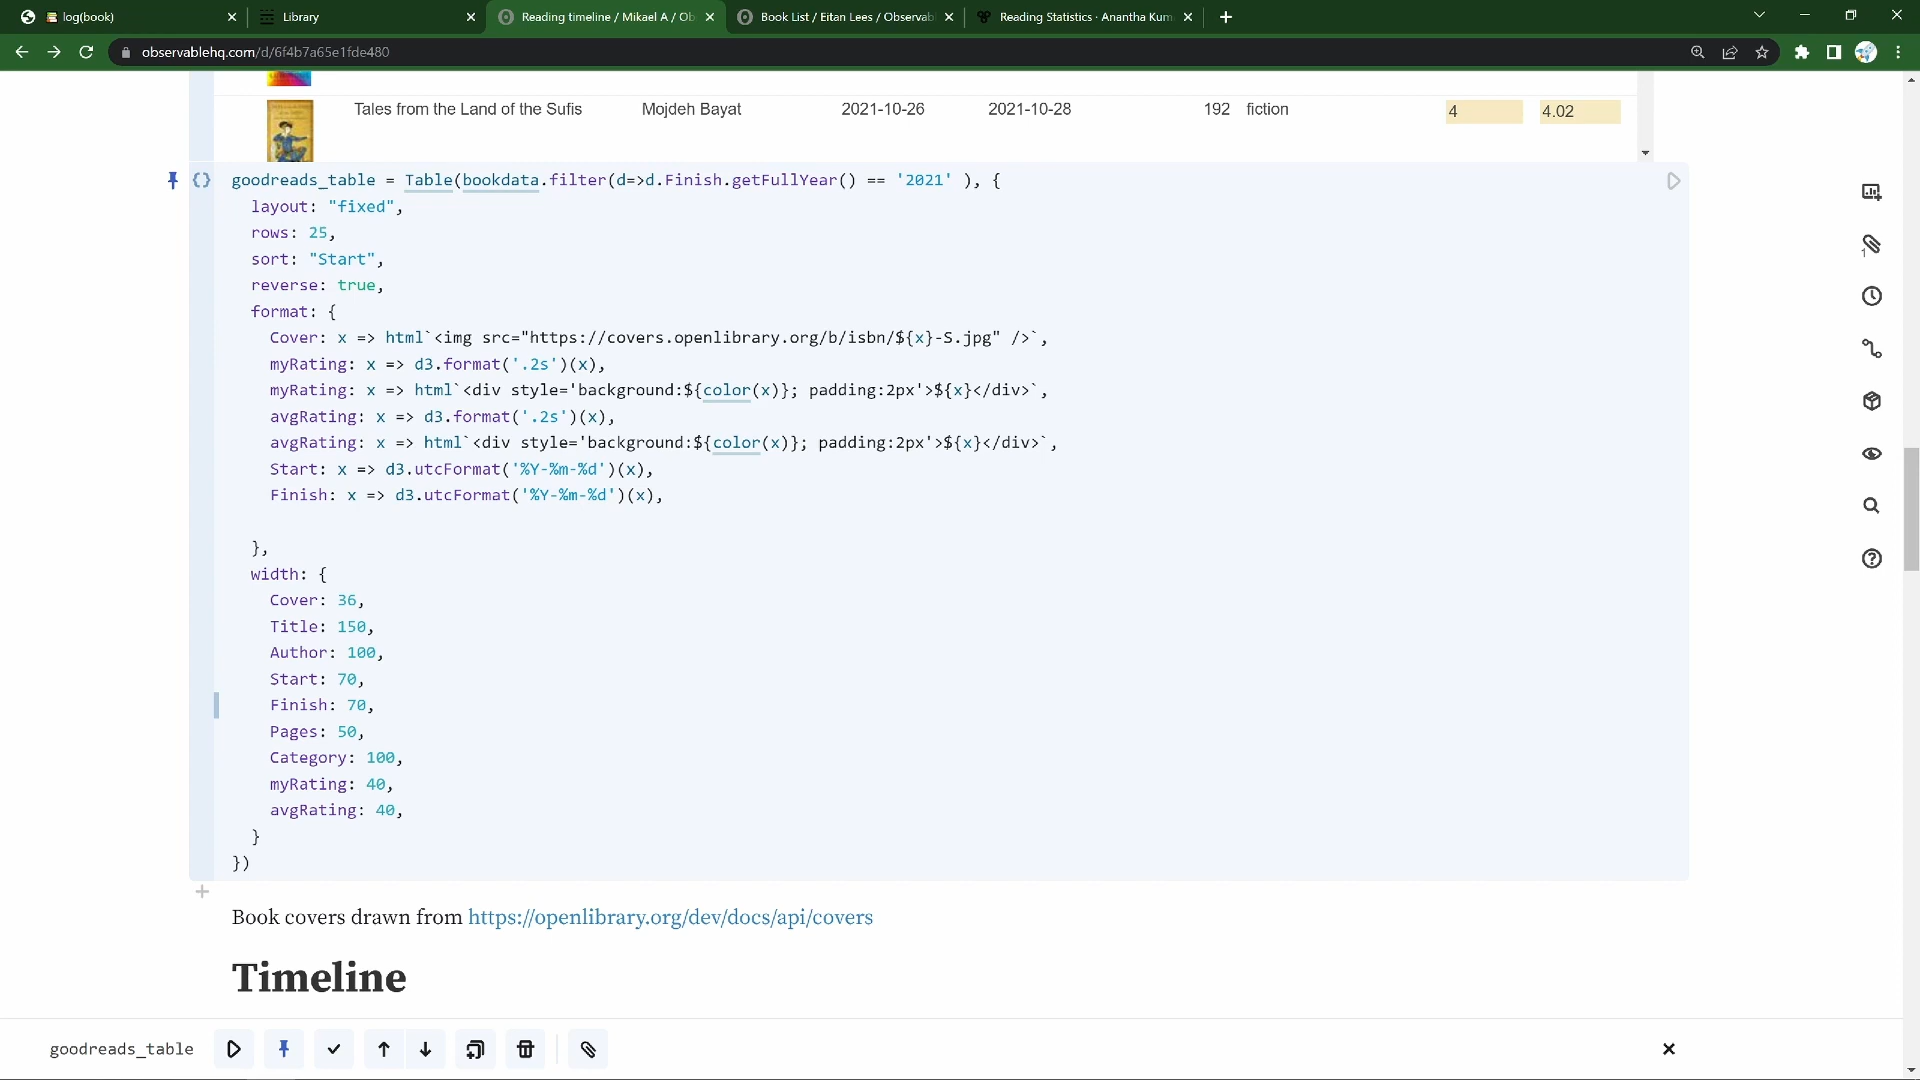 log(book)
Library
Reading timeline / Mikael A / Ob
Book List / Eitan Lees / Observab
Reading Statistics · Anantha Kum
observablehq.com/d/6f4b7a65e1fde480
Tales from the Land of the Sufis Mojdeh Bayat 2021-10-26 2021-10-28 192 fiction 4 4.02
goodreads_table = Table(bookdata.filter(d=>d.Finish.getFullYear() == '2021' ), {
layout: "fixed",
rows: 25,
sort: "Start",
reverse: true,
format: {
Cover: x => html`<img src="https://covers.openlibrary.org/b/isbn/${x}-S.jpg" />`,
myRating: x => d3.format('.2s')(x),
myRating: x => html`<div style='background:${color(x)}; padding:2px'>${x}</div>`,
avgRating: x => d3.format('.2s')(x),
avgRating: x => html`<div style='background:${color(x)}; padding:2px'>${x}</div>`,
Start: x => d3.utcFormat('%Y-%m-%d')(x),
Finish: x => d3.utcFormat('%Y-%m-%d')(x),
},
width: {
Cover: 36,
Title: 150,
Author: 100,
Start: 70,
Finish: 70,
Pages: 50,
Category: 100,
myRating: 40,
avgRating: 40,
}
})
Book covers drawn from https://openlibrary.org/dev/docs/api/covers
Timeline
goodreads_table